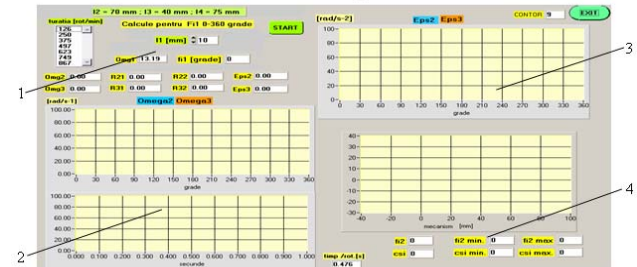 l2 = 70 mm ; l3 = 40 mm ; l4 = 75 mm
turatia [rot/min]
126
250
375
497
623
749
867
Calcule pentru Fi1 0-360 grade
START
l1 [mm] 10
Omg1 13.19 fi1 [grade] 0
Omg2 0.00 R21 0.00 R22 0.00 Eps2 0.00
Omg3 0.00 R31 0.00 R32 0.00 Eps3 0.00
[rad/s-1] Omega2 Omega3
100.00
80.00
60.00
40.00
20.00
0.00
0 30 60 90 120 150 180 210 240 270 300 330 360
grade
100.00
80.00
60.00
40.00
20.00
0.00
0.000 0.100 0.200 0.300 0.400 0.500 0.600 0.700 0.800 0.900 1.000
secunde
timp /rot [s]
0.476
[rad/s-2] Eps2 Eps3
CONTOR 9
EXIT
100
80
60
40
20
0
0 30 60 90 120 150 180 210 240 270 300 330 360
grade
40
30
20
10
0
-10
-20
-30
-40 -20 0 20 40 60 80 100
mecanism [mm]
fi2 0 fi2 min. 0 fi2 max 0
csi 0 csi min. 0 csi max. 0
1
2
3
4